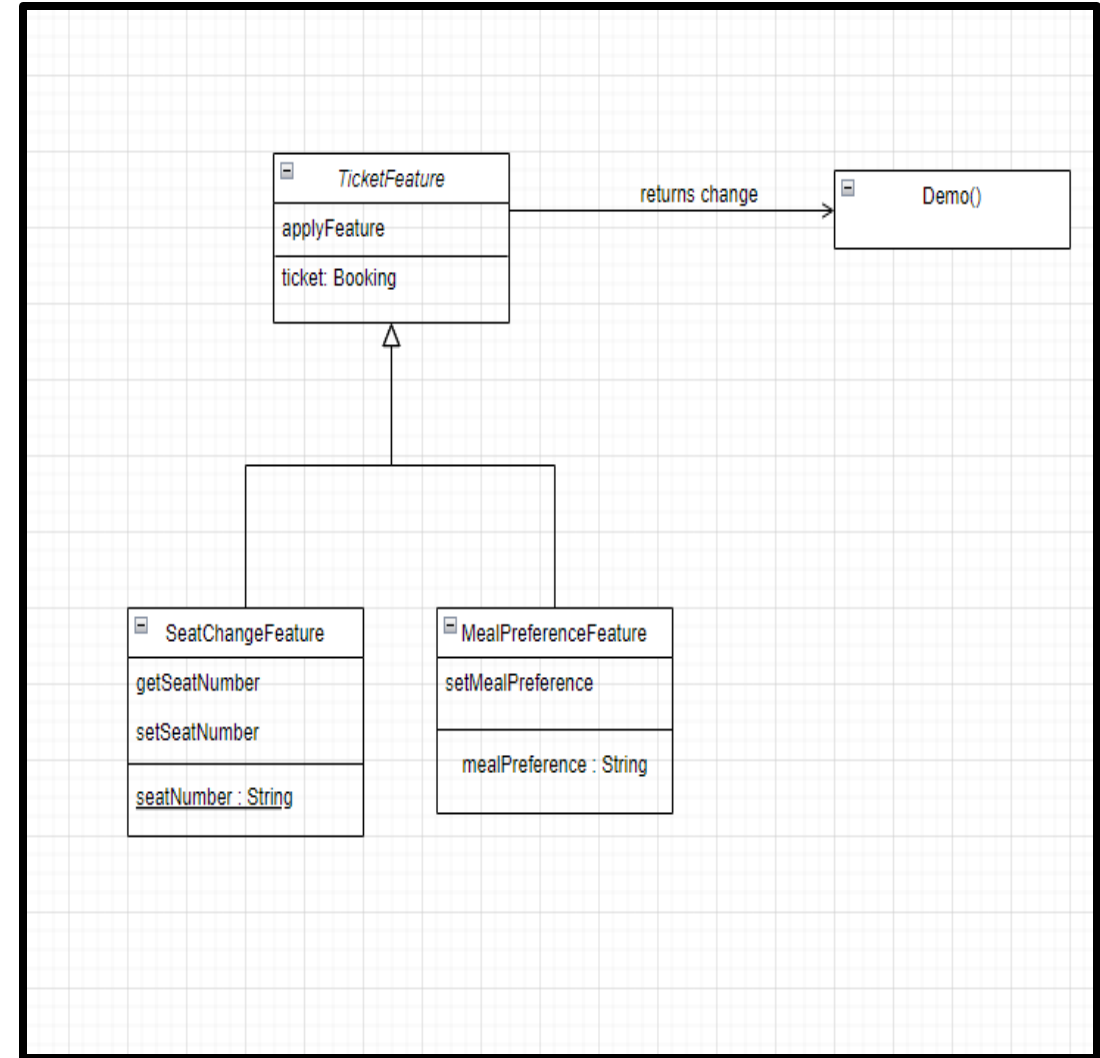 TicketFeature
applyFeature
ticket: Booking
returns change
Demo()
SeatChangeFeature
getSeatNumber
setSeatNumber
seatNumber : String
MealPreferenceFeature
setMealPreference
mealPreference : String